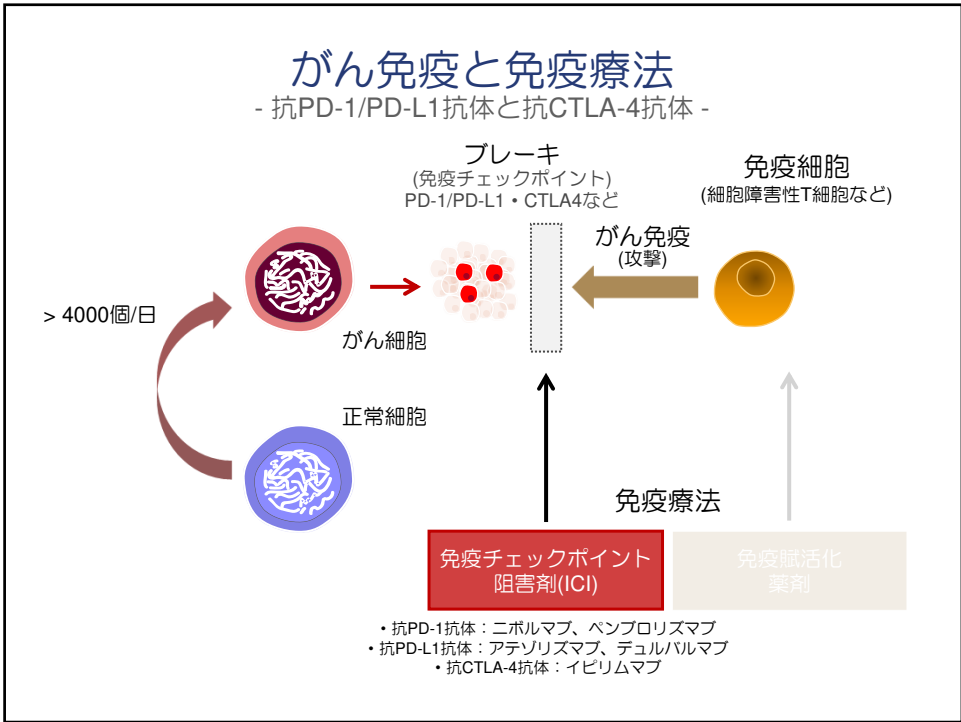 がん免疫と免疫療法
- 抗PD-1/PD-L1抗体と抗CTLA-4抗体 -
ブレーキ
(免疫チェックポイント)
PD-1/PD-L1・CTLA4など
免疫細胞
(細胞障害性T細胞など)
がん免疫
(攻撃)
> 4000個/日
がん細胞
正常細胞
免疫療法
免疫チェックポイント
阻害剤(ICI)
免疫賦活化
薬剤
• 抗PD-1抗体：ニボルマブ、ペンブロリズマブ
• 抗PD-L1抗体：アテゾリズマブ、デュルバルマブ
• 抗CTLA-4抗体：イピリムマブ